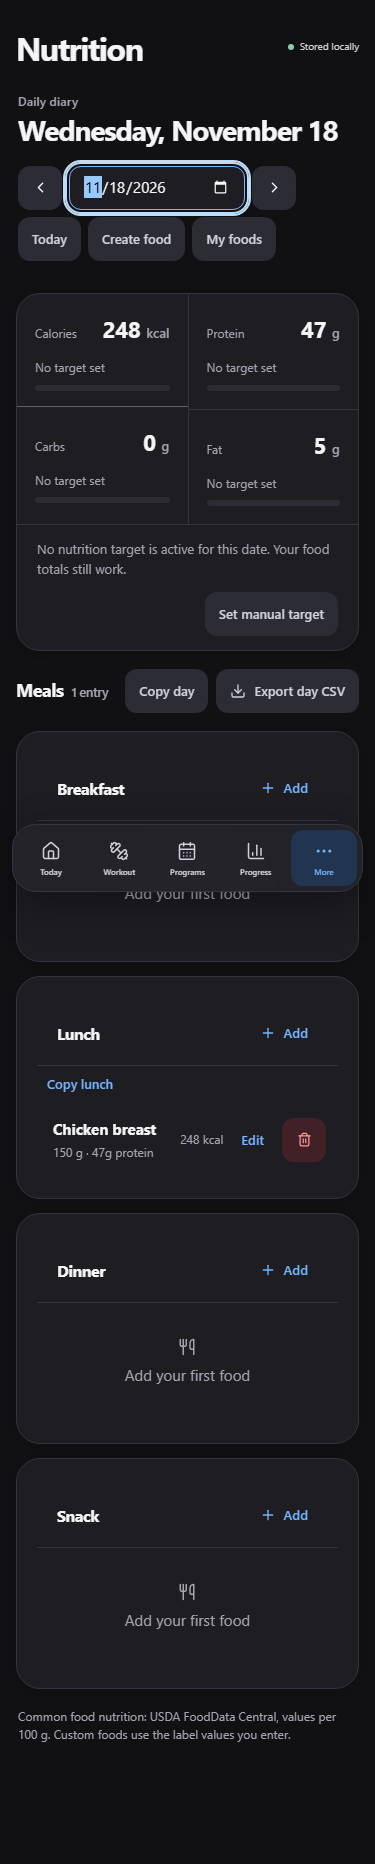 Nutrition
Stored locally
Daily diary
Wednesday, November 18
11/18/2026
Today
Create food
My foods
Calories 248 kcal
No target set
Protein 47 g
No target set
Carbs 0 g
No target set
Fat 5 g
No target set
No nutrition target is active for this date. Your food
totals still work.
Set manual target
Meals 1 entry
Copy day
Export day CSV
Breakfast
Add
Today
Workout
Programs
Progress
More
Add your first food
Lunch
Add
Copy lunch
Chicken breast
150 g · 47g protein
248 kcal
Edit
Dinner
Add
Add your first food
Snack
Add
Add your first food
Common food nutrition: USDA FoodData Central, values per
100 g. Custom foods use the label values you enter.